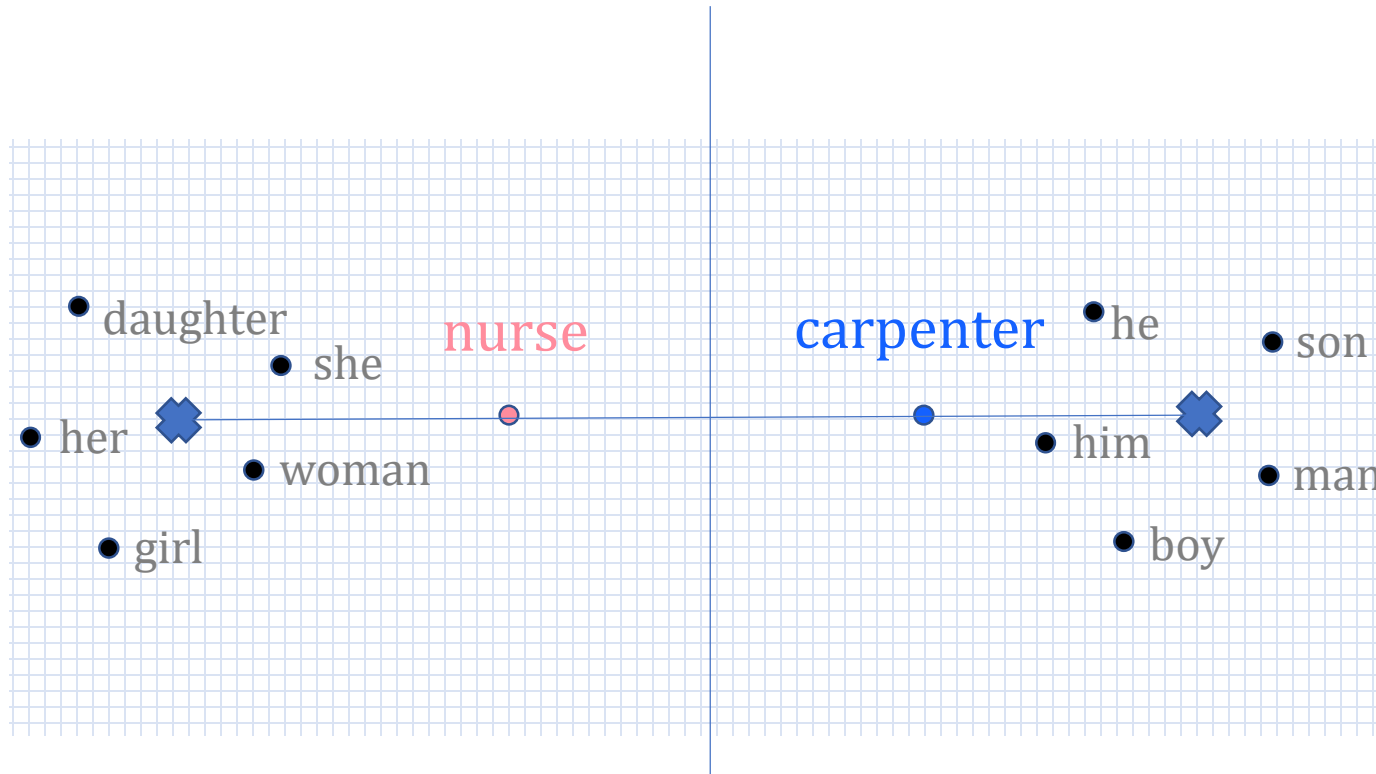 daughter
she
her
woman
girl
nurse
carpenter
he
son
him
man
boy